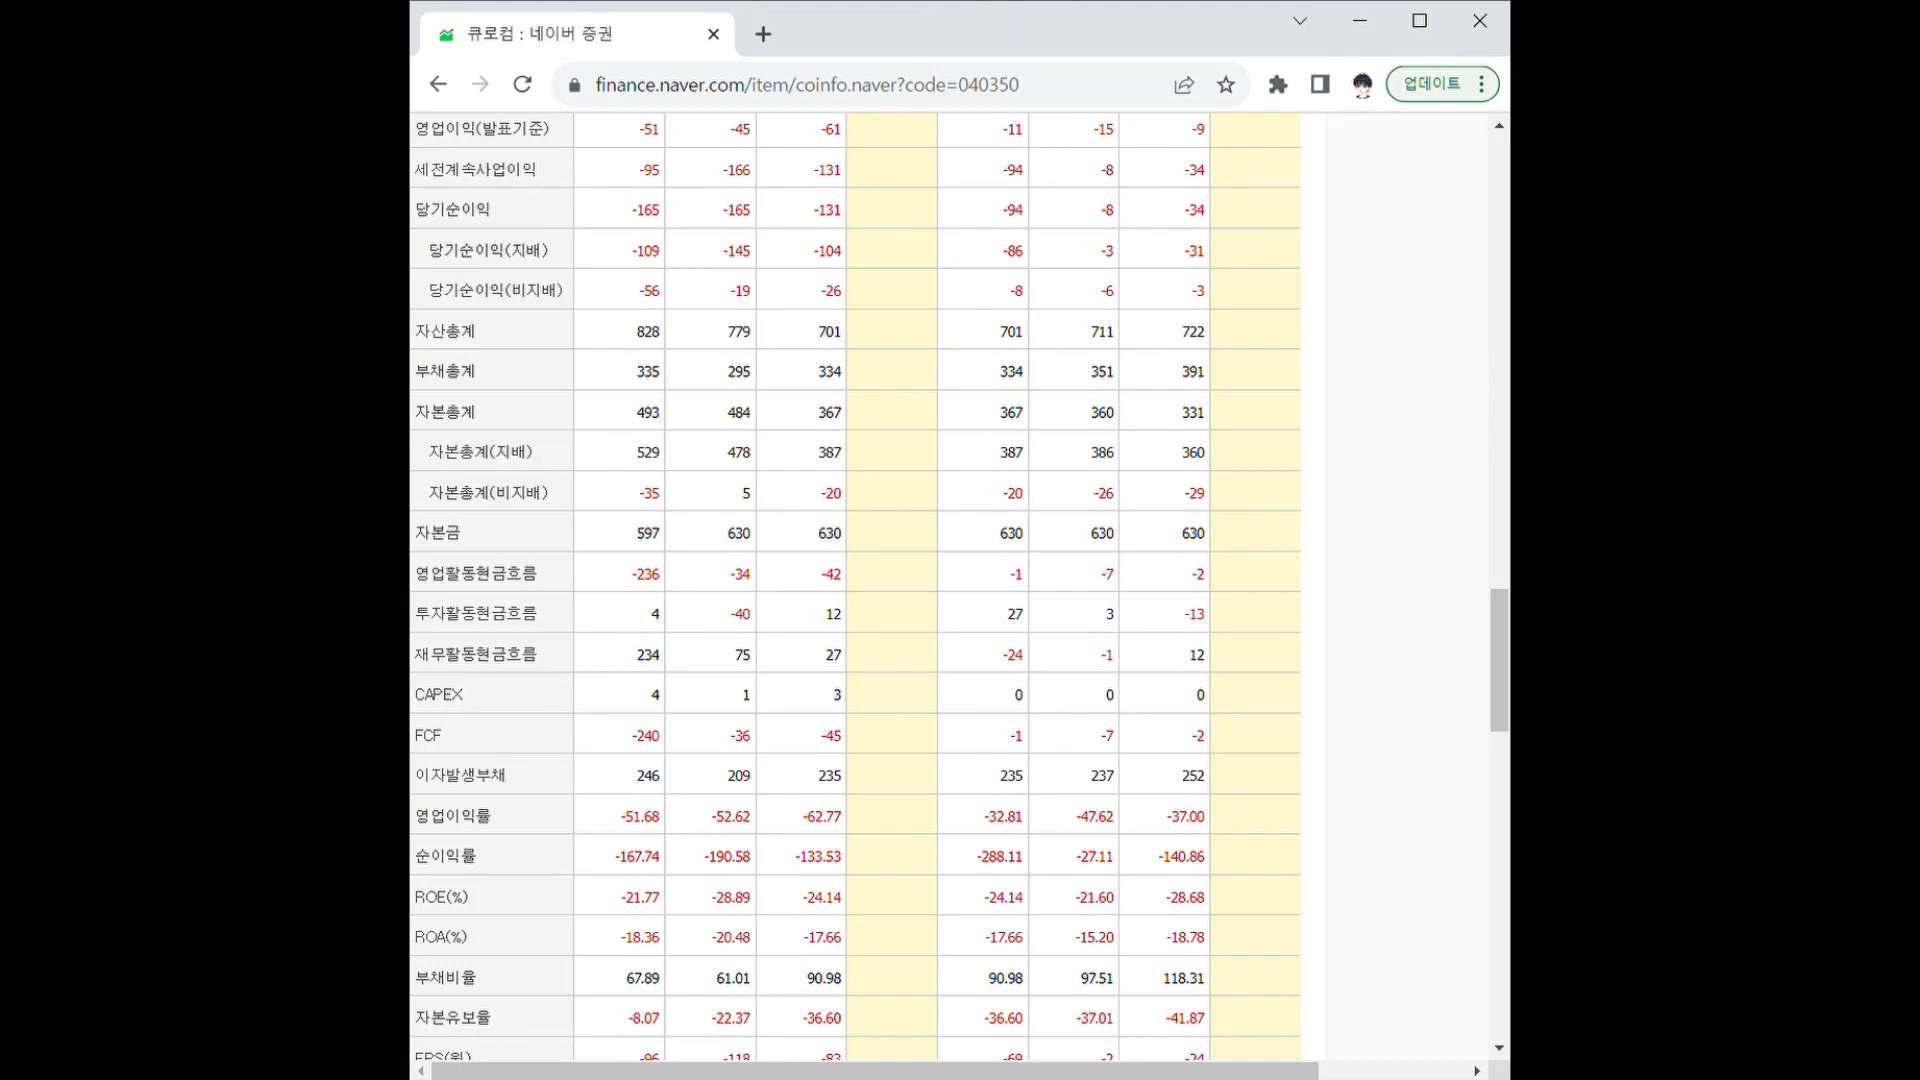 큐로컴 : 네이버 증권
finance.naver.com/item/coinfo.naver?code=040350
업데이트
영업이익(발표기준) -51 -45 -61 -11 -15 -9
세전계속사업이익 -95 -166 -131 -94 -8 -34
당기순이익 -165 -165 -131 -94 -8 -34
당기순이익(지배) -109 -145 -104 -86 -3 -31
당기순이익(비지배) -56 -19 -26 -8 -6 -3
자산총계 828 779 701 701 711 722
부채총계 335 295 334 334 351 391
자본총계 493 484 367 367 360 331
자본총계(지배) 529 478 387 387 386 360
자본총계(비지배) -35 5 -20 -20 -26 -29
자본금 597 630 630 630 630 630
영업활동현금흐름 -236 -34 -42 -1 -7 -2
투자활동현금흐름 4 -40 12 27 3 -13
재무활동현금흐름 234 75 27 -24 -1 12
CAPEX 4 1 3 0 0 0
FCF -240 -36 -45 -1 -7 -2
이자발생부채 246 209 235 235 237 252
영업이익률 -51.68 -52.62 -62.77 -32.81 -47.62 -37.00
순이익률 -167.74 -190.58 -133.53 -288.11 -27.11 -140.86
ROE(%) -21.77 -28.89 -24.14 -24.14 -21.60 -28.68
ROA(%) -18.36 -20.48 -17.66 -17.66 -15.20 -18.78
부채비율 67.89 61.01 90.98 90.98 97.51 118.31
자본유보율 -8.07 -22.37 -36.60 -36.60 -37.01 -41.87
EPS(원) -96 -118 -83 -69 -2 -24